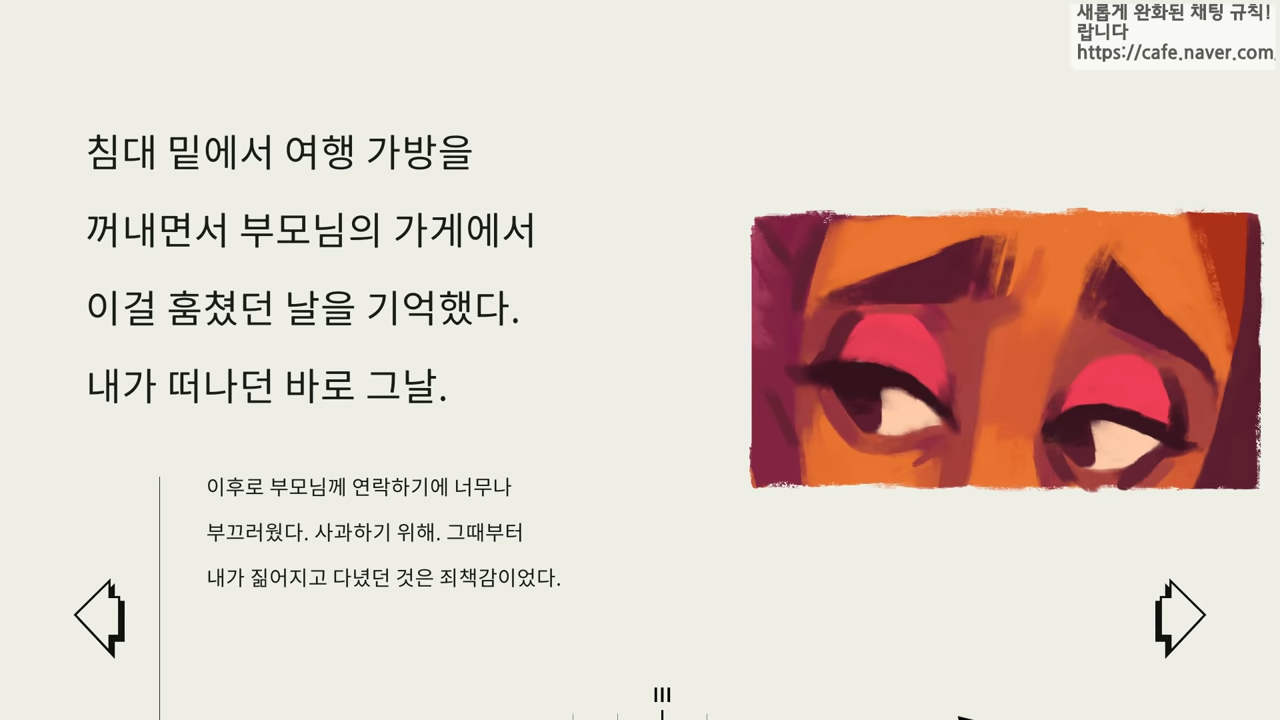 새롭게 완화된 채팅 규칙!
랍니다
https://cafe.naver.com
침대 밑에서 여행 가방을
꺼내면서 부모님의 가게에서
이걸 훔쳤던 날을 기억했다.
내가 떠나던 바로 그날.
이후로 부모님께 연락하기에 너무나
부끄러웠다. 사과하기 위해. 그때부터
내가 짊어지고 다녔던 것은 죄책감이었다.
III